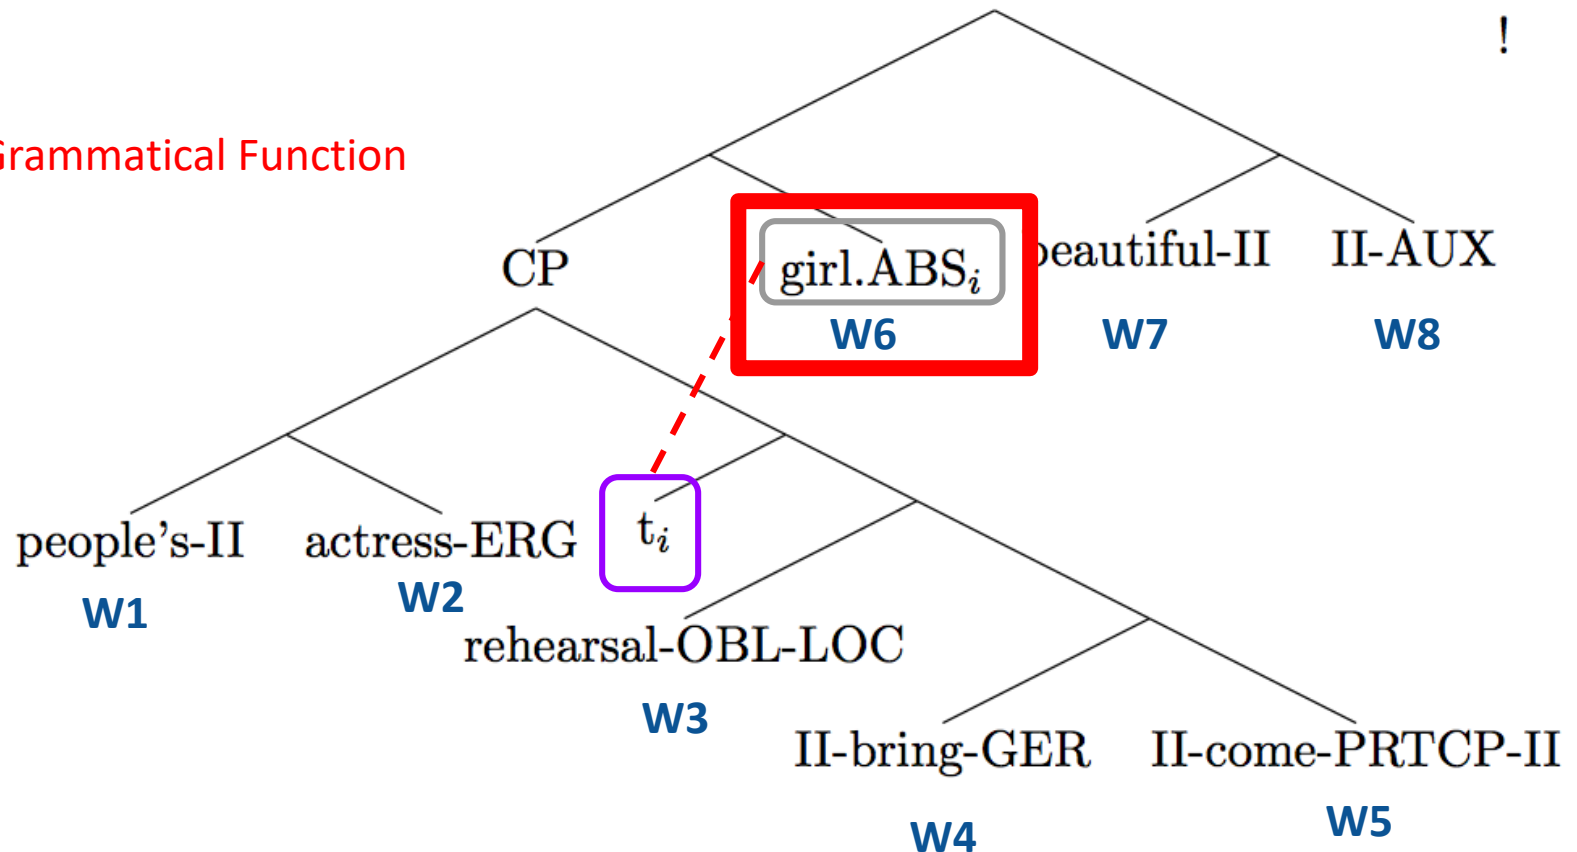 !
Grammatical Function
CP girl.ABSi beautiful-II II-AUX
W6 W7 W8
people's-II actress-ERG ti
W1 W2
rehearsal-OBL-LOC
W3
II-bring-GER II-come-PRTCP-II
W4 W5